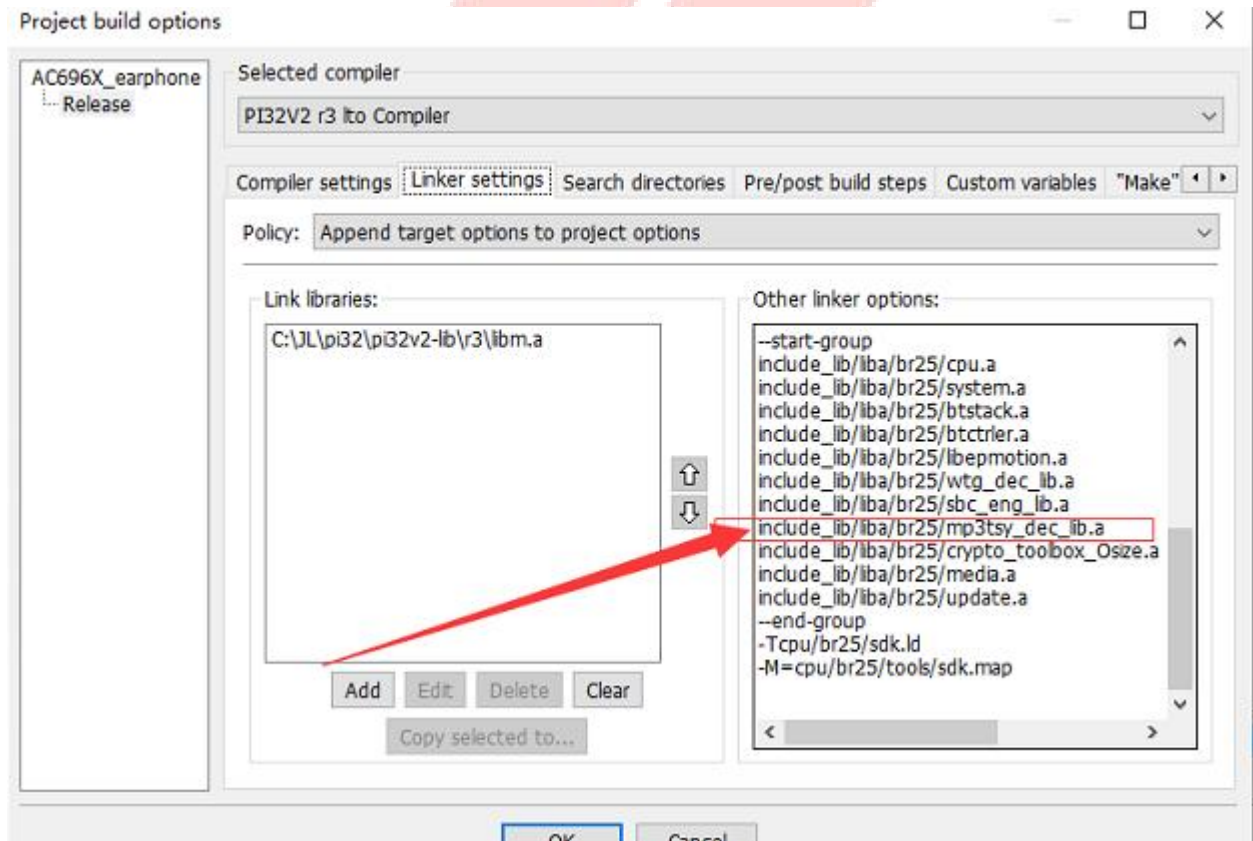 Project build options
AC696X_earphone
Release
Selected compiler
PI32V2 r3 lto Compiler
Compiler settings
Linker settings
Search directories
Pre/post build steps
Custom variables
"Make"
Policy:
Append target options to project options
Link libraries:
C:\JL\pi32\pi32v2-lib\r3\libm.a
Add
Edit
Delete
Clear
Copy selected to...
Other linker options:
--start-group
include_lib/liba/br25/cpu.a
include_lib/liba/br25/system.a
include_lib/liba/br25/btstack.a
include_lib/liba/br25/btctrler.a
include_lib/liba/br25/libepmotion.a
include_lib/liba/br25/wtg_dec_lib.a
include_lib/liba/br25/sbc_eng_lib.a
include_lib/liba/br25/mp3tsy_dec_lib.a
include_lib/liba/br25/crypto_toolbox_Osize.a
include_lib/liba/br25/media.a
include_lib/liba/br25/update.a
--end-group
-Tcpu/br25/sdk.ld
-M=cpu/br25/tools/sdk.map
OK
Cancel